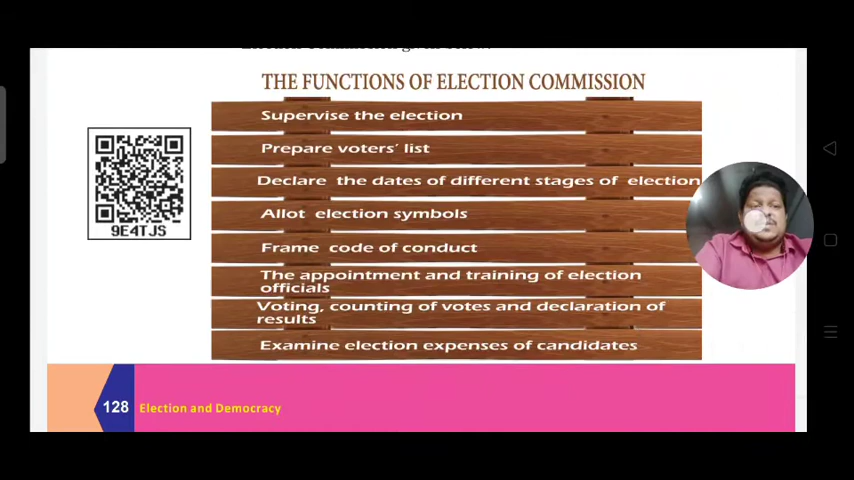 THE FUNCTIONS OF ELECTION COMMISSION
Supervise the election
Prepare voters' list
Declare the dates of different stages of election
Allot election symbols
Frame code of conduct
The appointment and training of election
officials
Voting, counting of votes and declaration of
results
Examine election expenses of candidates
9E4TJS
128 Election and Democracy